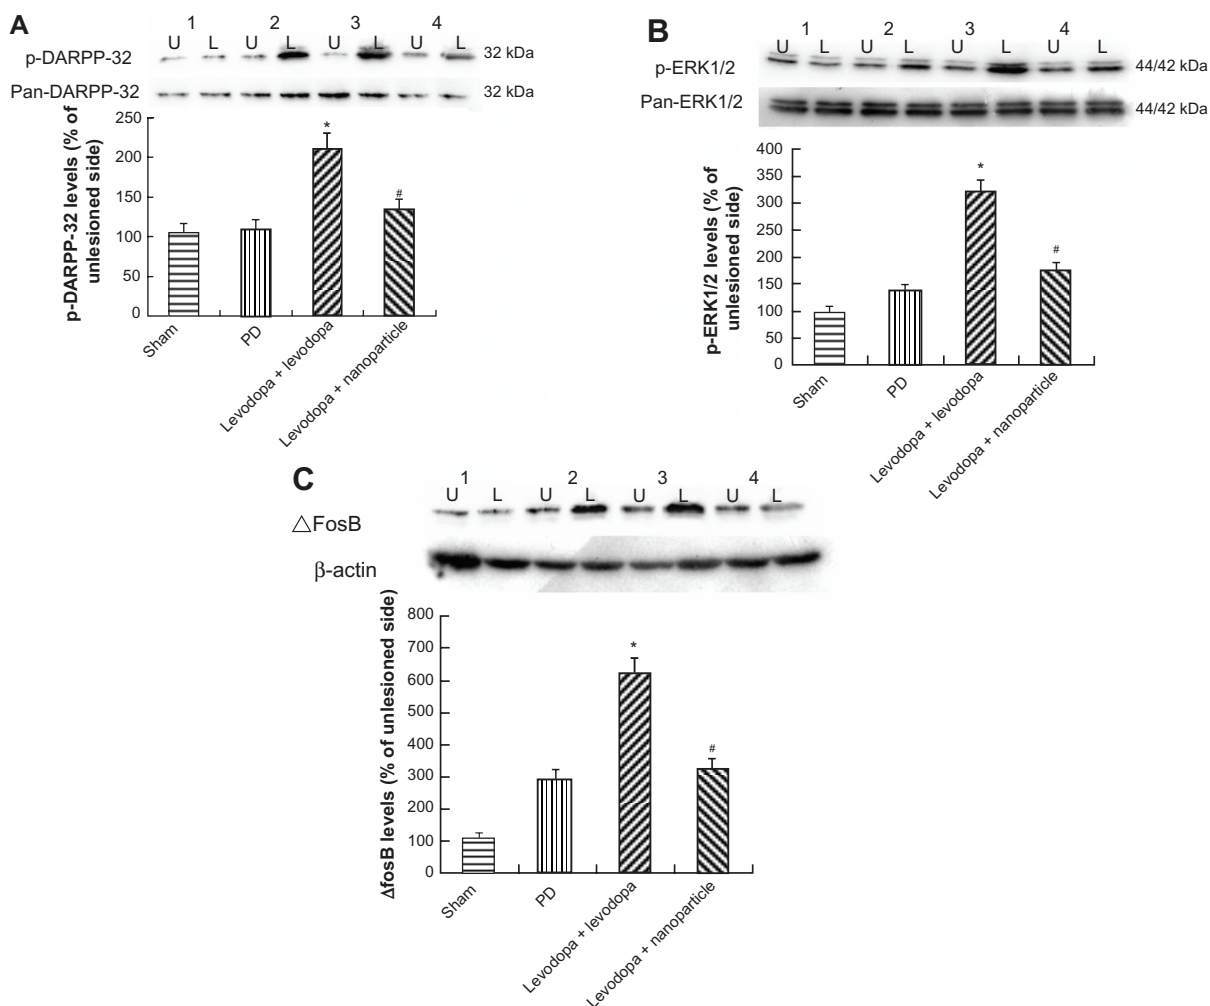 A
1 2 3 4
U L U L U L U L
p-DARPP-32 32 kDa
Pan-DARPP-32 32 kDa
p-DARPP-32 levels (% of
unlesioned side)
250
200
150
100
50
0
*
#
Sham
PD
Levodopa + levodopa
Levodopa + nanoparticle
B
1 2 3 4
U L U L U L U L
p-ERK1/2 44/42 kDa
Pan-ERK1/2 44/42 kDa
p-ERK1/2 levels (% of
unlesioned side)
400
350
300
250
200
150
100
50
0
*
#
Sham
PD
Levodopa + levodopa
Levodopa + nanoparticle
C
1 2 3 4
U L U L U L U L
△FosB
β-actin
ΔfosB levels (% of unlesioned side)
800
700
600
500
400
300
200
100
0
*
#
Sham
PD
Levodopa + levodopa
Levodopa + nanoparticle